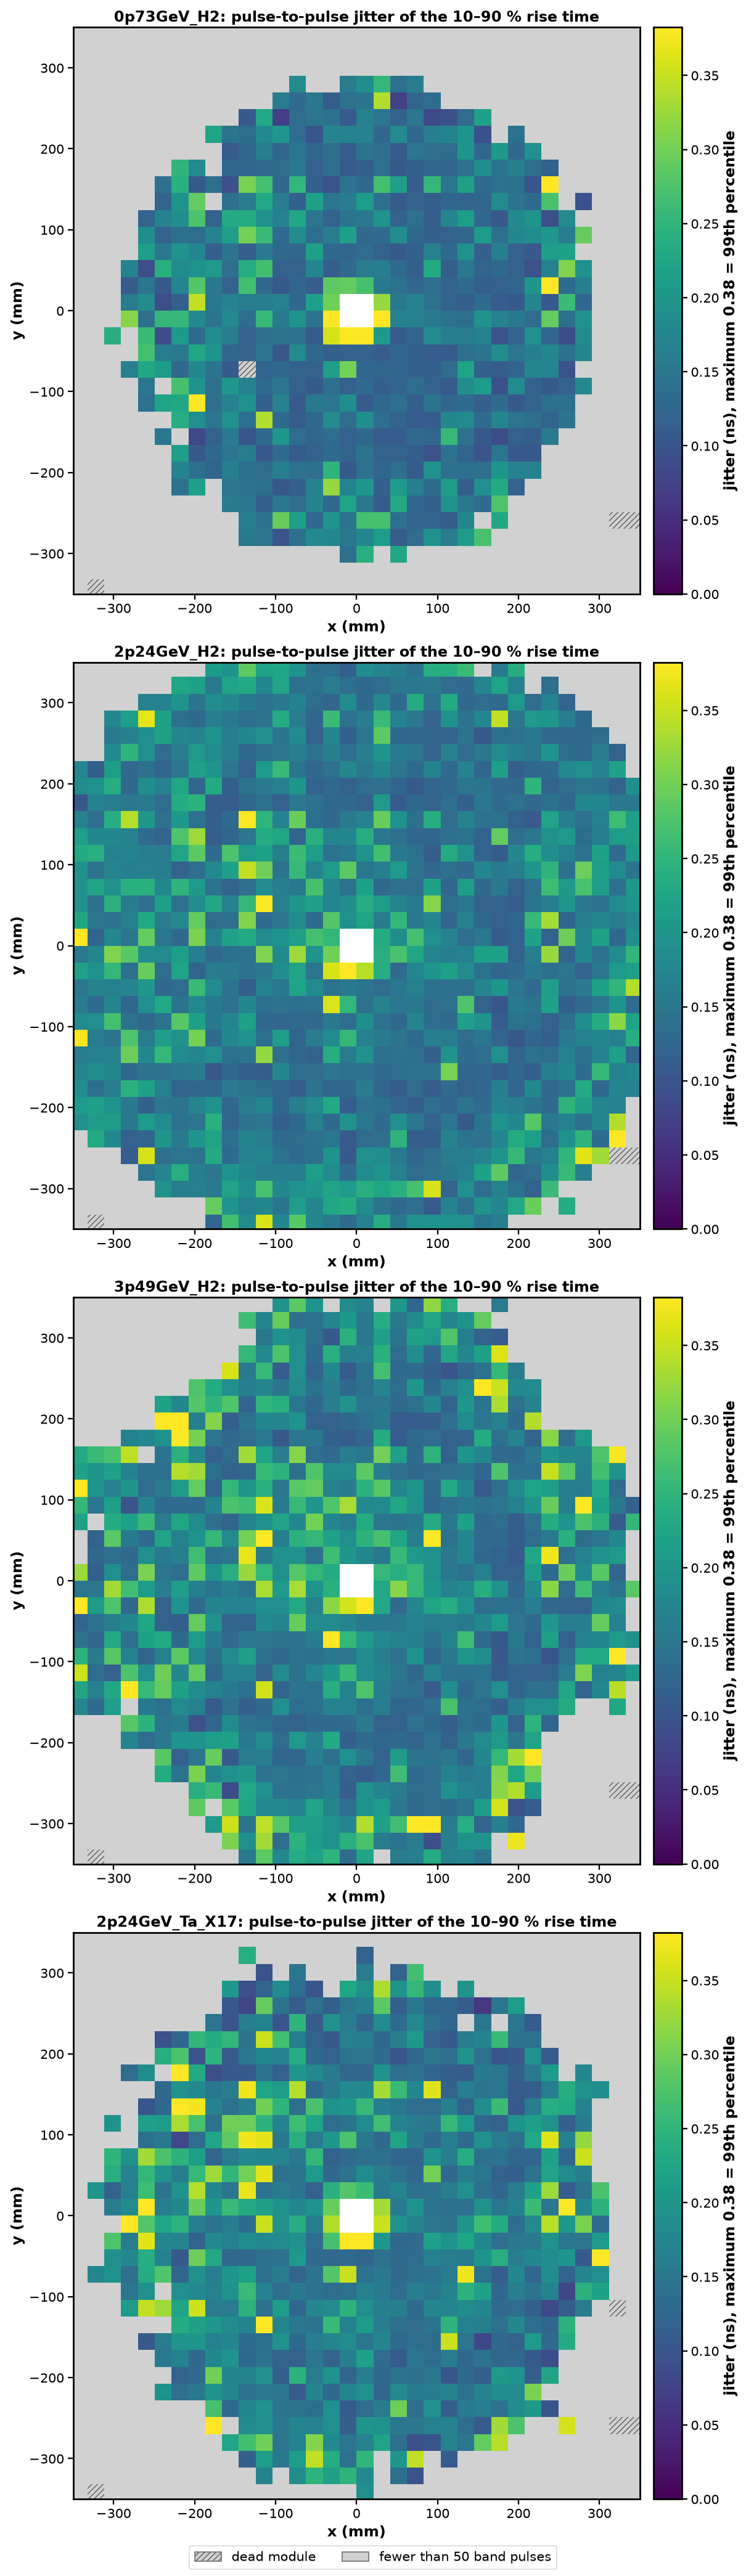 0p73GeV_H2: pulse-to-pulse jitter of the 10–90 % rise time
300
200
100
0
−100
−200
−300
y (mm)
−300 −200 −100 0 100 200 300
x (mm)
0.35
0.30
0.25
0.20
0.15
0.10
0.05
0.00
jitter (ns), maximum 0.38 = 99th percentile
2p24GeV_H2: pulse-to-pulse jitter of the 10–90 % rise time
300
200
100
0
−100
−200
−300
y (mm)
−300 −200 −100 0 100 200 300
x (mm)
0.35
0.30
0.25
0.20
0.15
0.10
0.05
0.00
jitter (ns), maximum 0.38 = 99th percentile
3p49GeV_H2: pulse-to-pulse jitter of the 10–90 % rise time
300
200
100
0
−100
−200
−300
y (mm)
−300 −200 −100 0 100 200 300
x (mm)
0.35
0.30
0.25
0.20
0.15
0.10
0.05
0.00
jitter (ns), maximum 0.38 = 99th percentile
2p24GeV_Ta_X17: pulse-to-pulse jitter of the 10–90 % rise time
300
200
100
0
−100
−200
−300
y (mm)
−300 −200 −100 0 100 200 300
x (mm)
0.35
0.30
0.25
0.20
0.15
0.10
0.05
0.00
jitter (ns), maximum 0.38 = 99th percentile
dead module fewer than 50 band pulses